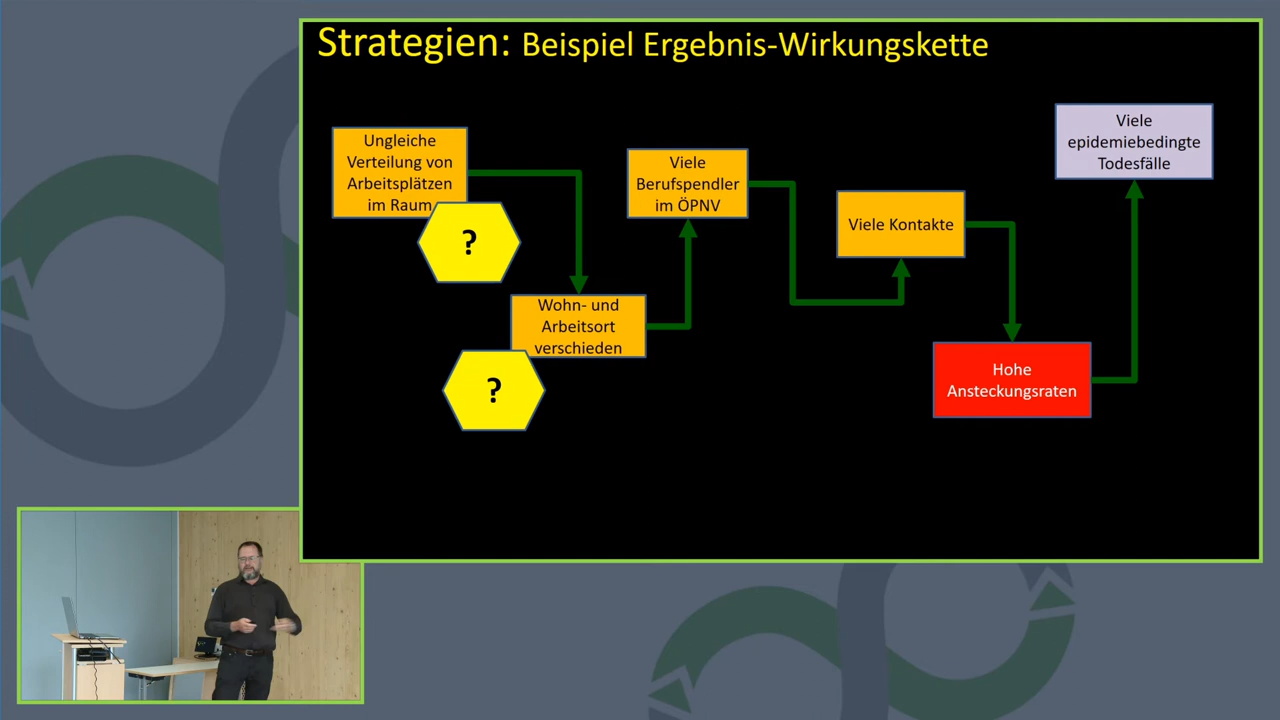 Strategien: Beispiel Ergebnis-Wirkungskette
Ungleiche
Verteilung von
Arbeitsplätzen
im Raum
?
Wohn- und
Arbeitsort
verschieden
?
Viele
Berufspendler
im ÖPNV
Viele Kontakte
Hohe
Ansteckungsraten
Viele
epidemiebedingte
Todesfälle